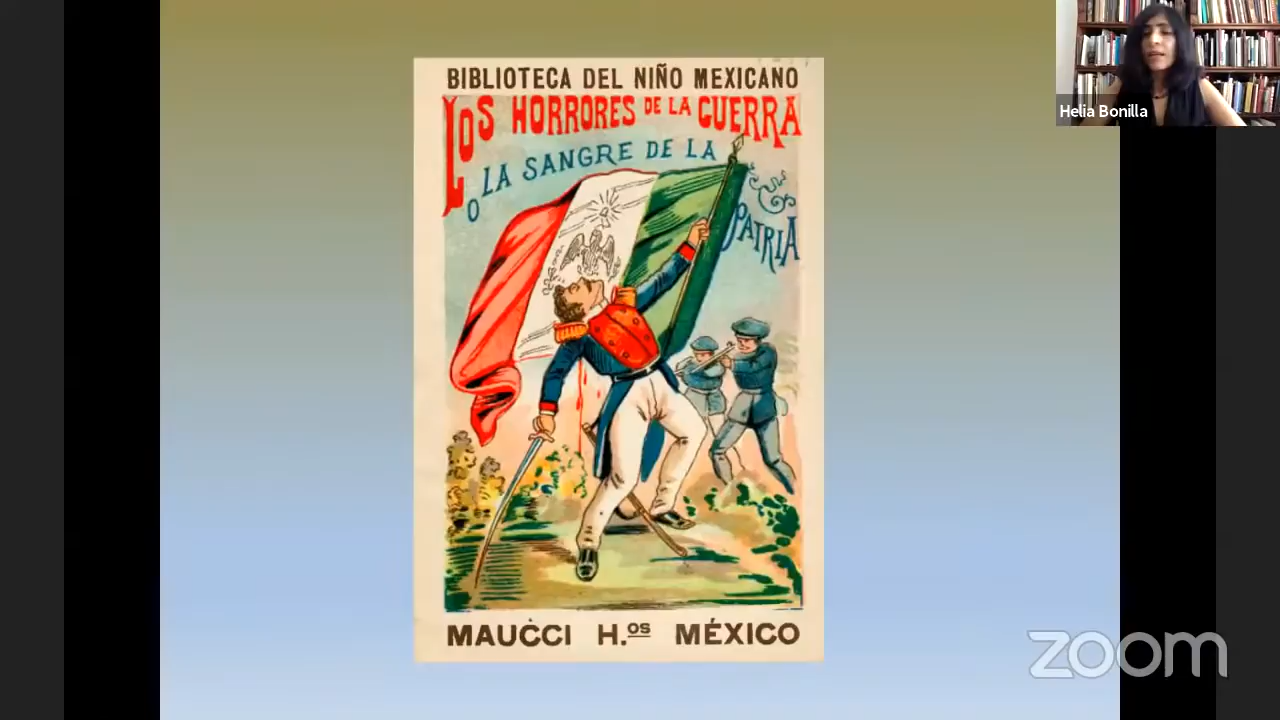 BIBLIOTECA DEL NIÑO MEXICANO
LOS HORRORES DE LA GUERRA
O LA SANGRE DE LA
PATRIA
MAUCCI H.os MÉXICO
Helia Bonilla
zoom